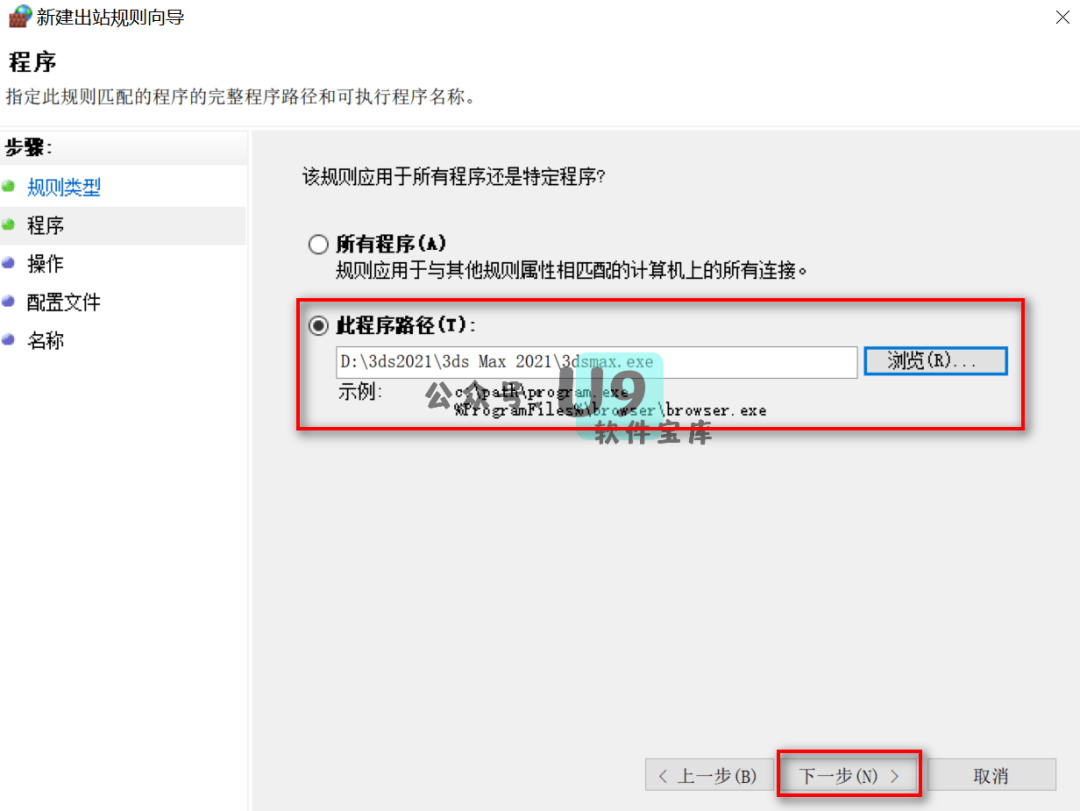 新建出站规则向导
程序
指定此规则匹配的程序的完整程序路径和可执行程序名称。
步骤:
规则类型
程序
操作
配置文件
名称
该规则应用于所有程序还是特定程序?
所有程序(A)
规则应用于与其他规则属性相匹配的计算机上的所有连接。
此程序路径(T):
D:\3ds2021\3ds Max 2021\3dsmax.exe
浏览(R)...
示例:
c:\path\program.exe
%ProgramFiles%\browser\browser.exe
公众号:U9
软件宝库
< 上一步(B)
下一步(N) >
取消